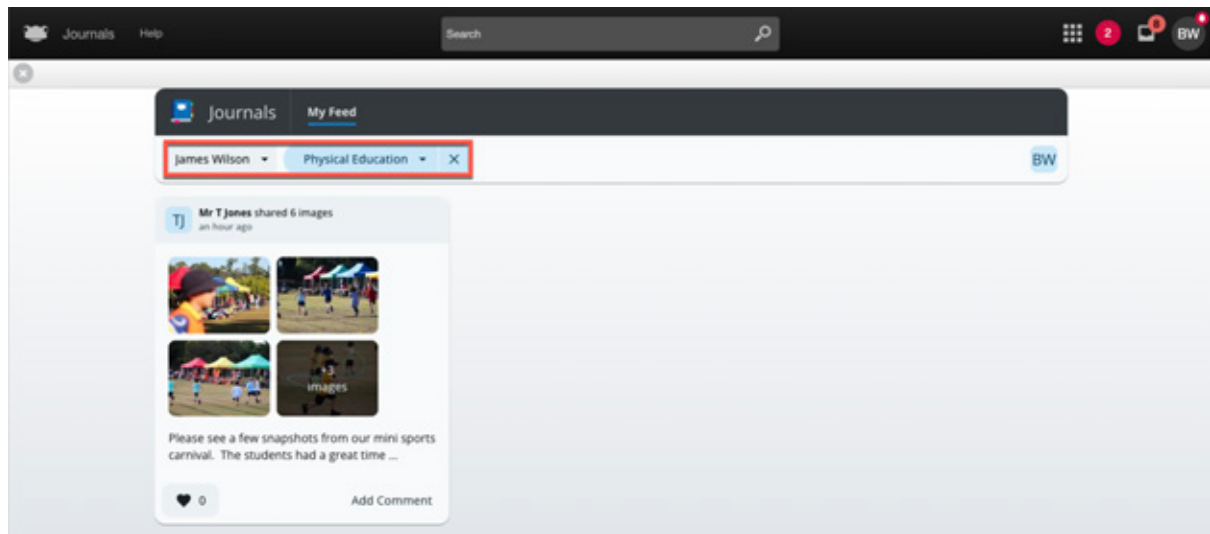 Journals Help Search 2 8 BW
Journals My Feed
James Wilson Physical Education BW
TJ Mr T Jones shared 6 images
an hour ago
+3
images
Please see a few snapshots from our mini sports
carnival. The students had a great time ...
0 Add Comment